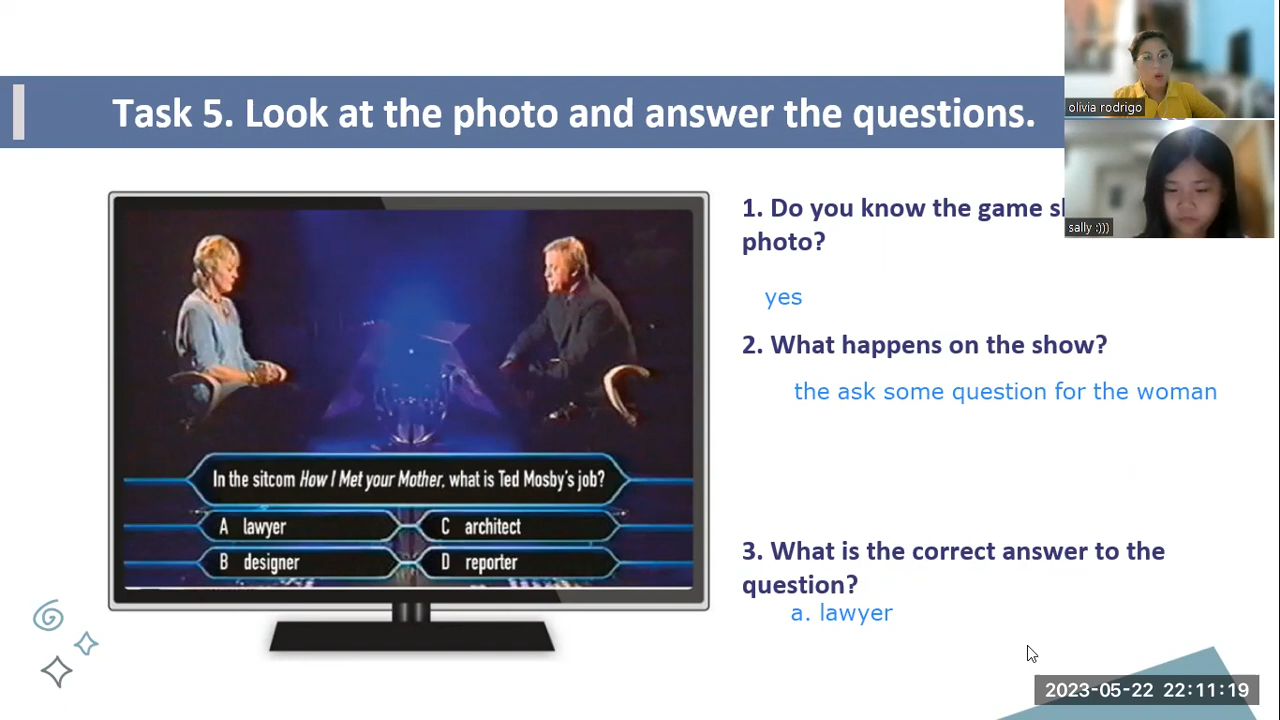 Task 5. Look at the photo and answer the questions.
olivia rodrigo
sally :)))
1. Do you know the game
photo?
yes
2. What happens on the show?
the ask some question for the woman
3. What is the correct answer to the
question?
a. lawyer
In the sitcom How I Met your Mother, what is Ted Mosby's job?
A lawyer
C architect
B designer
D reporter
2023-05-22 22:11:19